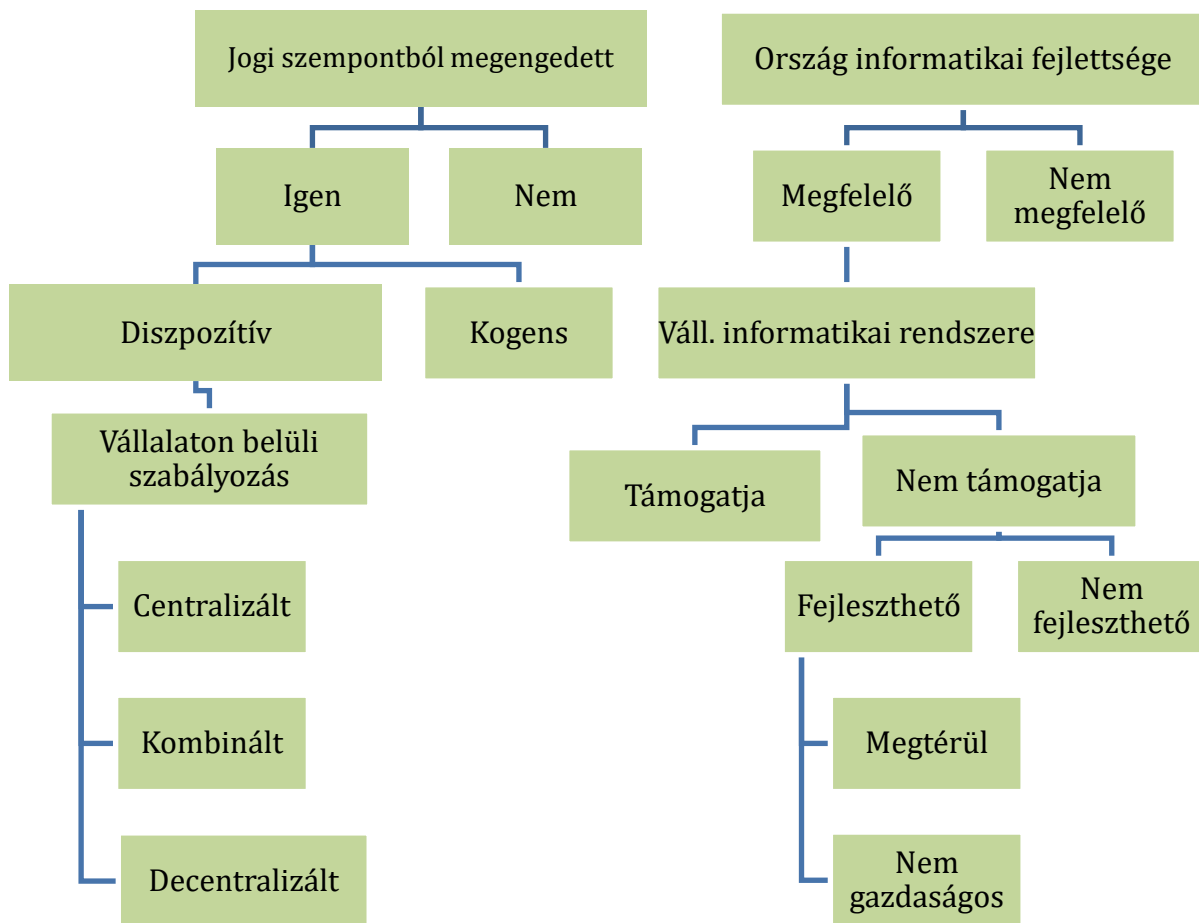 Jogi szempontból megengedett
Igen
Nem
Diszpozítív
Kogens
Vállalaton belüli
szabályozás
Centralizált
Kombinált
Decentralizált
Ország informatikai fejlettsége
Megfelelő
Nem
megfelelő
Váll. informatikai rendszere
Támogatja
Nem támogatja
Fejleszthető
Nem
fejleszthető
Megtérül
Nem
gazdaságos